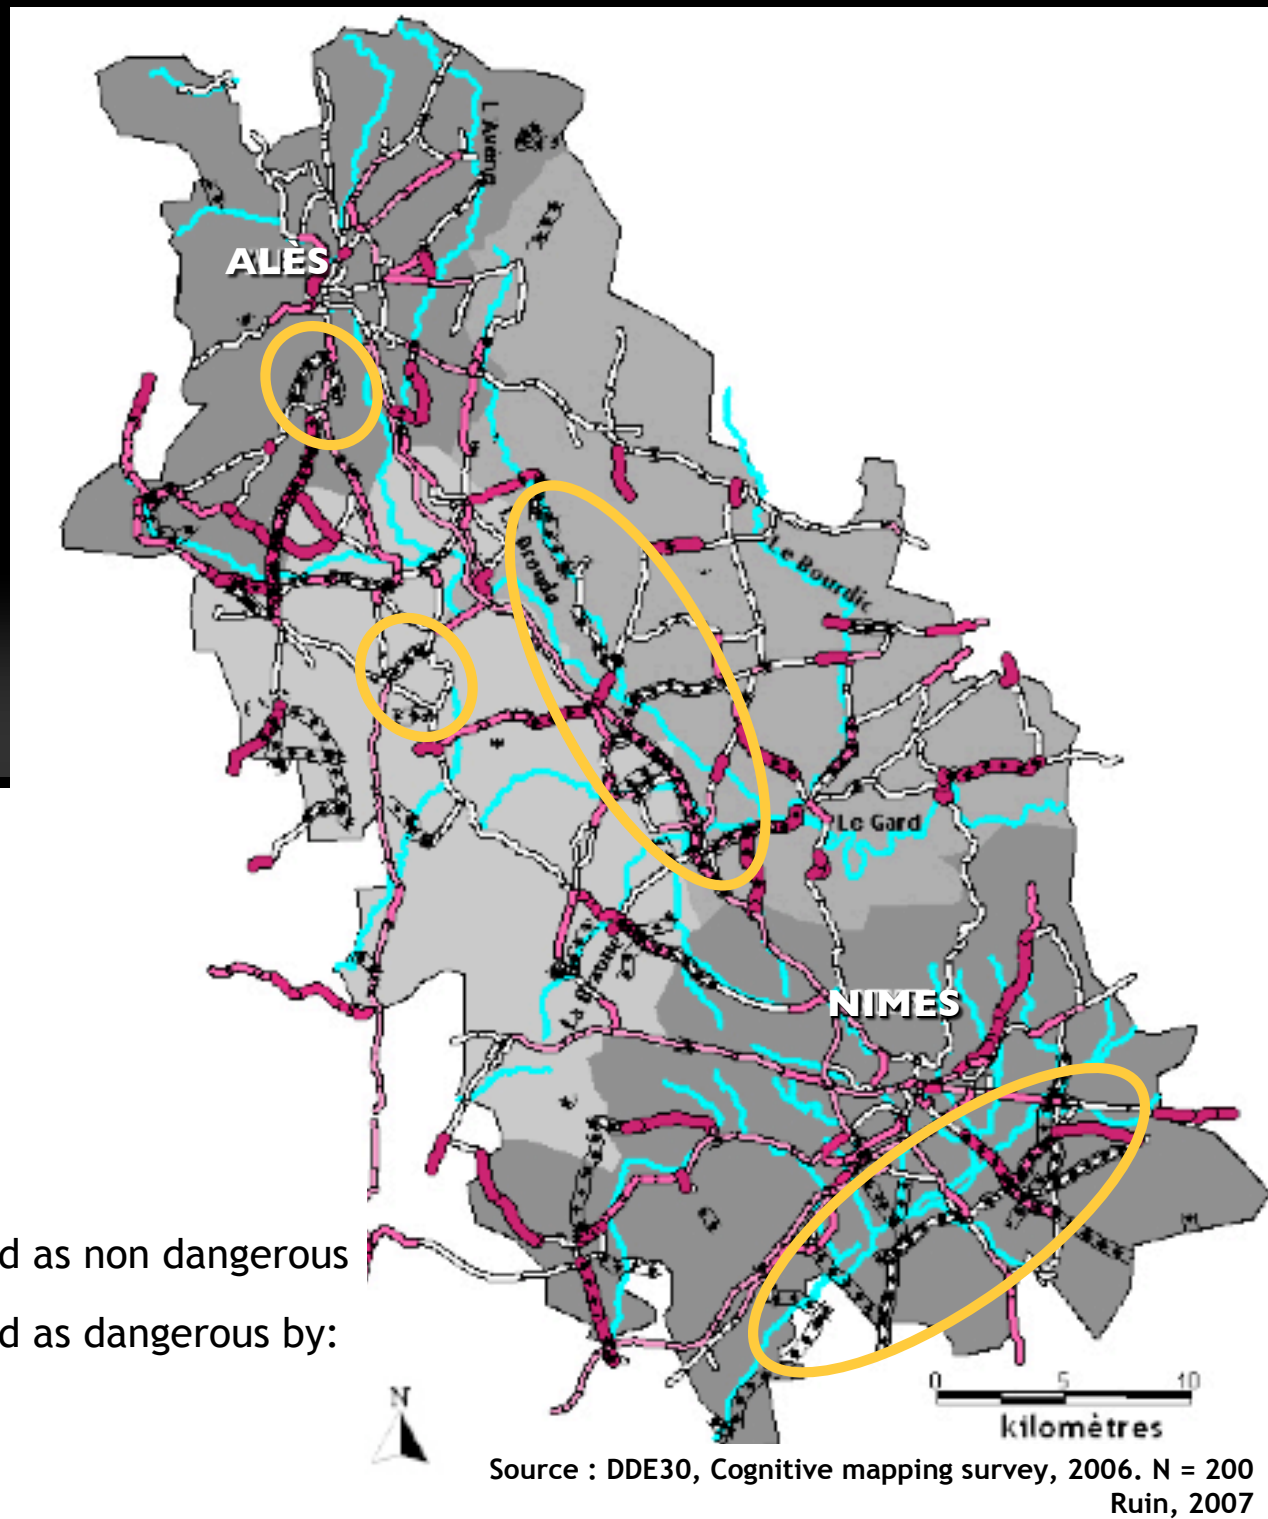 L'Avène
ALÈS
Droude
Le Bourdic
Le Gard
La Braune
NIMES
d as non dangerous
d as dangerous by:
N
0 5 10
kilomètres
Source : DDE30, Cognitive mapping survey, 2006. N = 200
Ruin, 2007